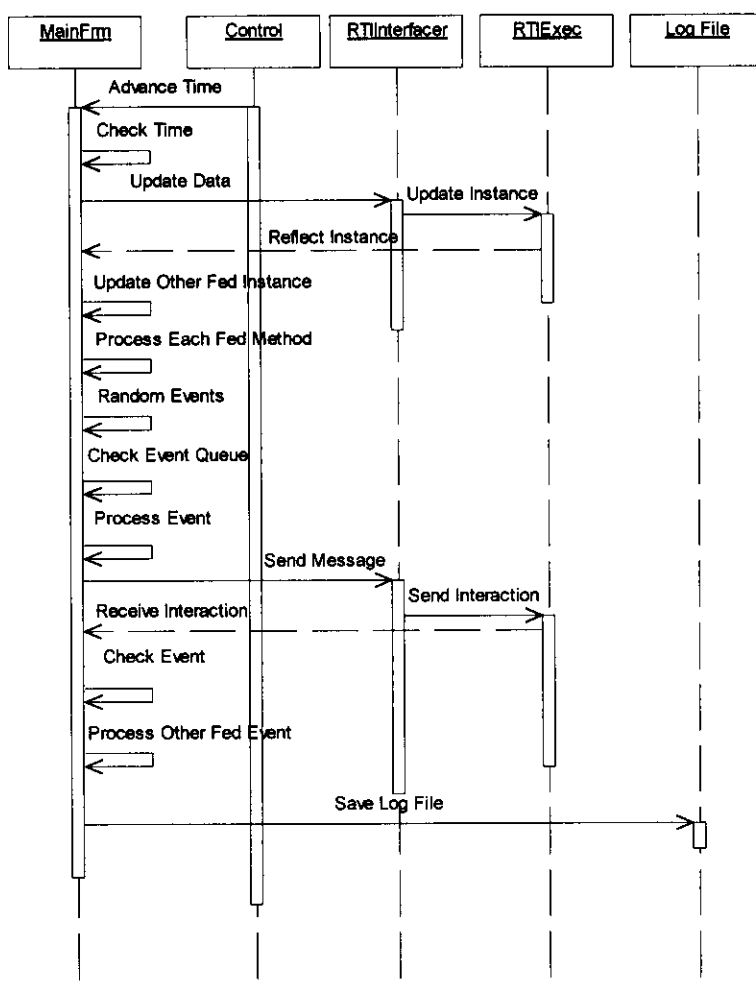 MainFrm Control RTIInterfacer RTIExec Log File
Advance Time
Check Time
Update Data
Update Instance
Reflect Instance
Update Other Fed Instance
Process Each Fed Method
Random Events
Check Event Queue
Process Event
Send Message
Send Interaction
Receive Interaction
Check Event
Process Other Fed Event
Save Log File